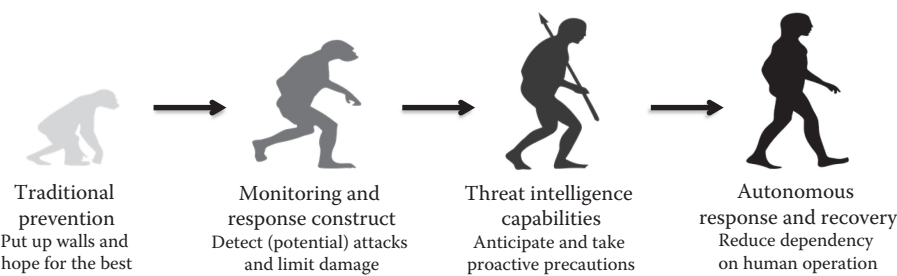 Traditional
prevention
Put up walls and
hope for the best
Monitoring and
response construct
Detect (potential) attacks
and limit damage
Threat intelligence
capabilities
Anticipate and take
proactive precautions
Autonomous
response and recovery
Reduce dependency
on human operation